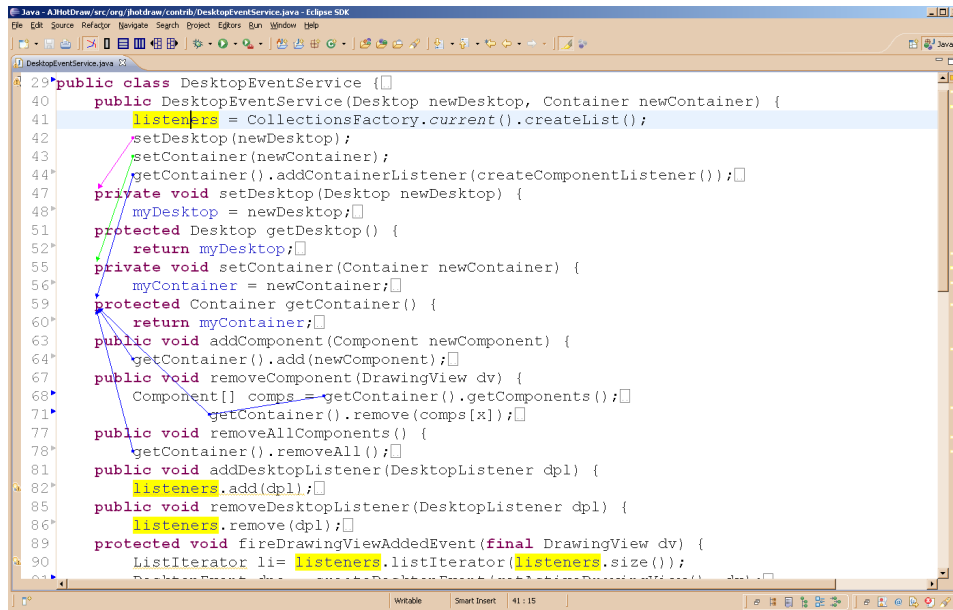 Java - AJHotDraw/src/org/jhotdraw/contrib/DesktopEventService.java - Eclipse SDK
File Edit Source Refactor Navigate Search Project Editors Run Window Help
Java
DesktopEventService.java
29 public class DesktopEventService {
40 public DesktopEventService(Desktop newDesktop, Container newContainer) {
41 listeners = CollectionsFactory.current().createList();
42 setDesktop(newDesktop);
43 setContainer(newContainer);
44 getContainer().addContainerListener(createComponentListener());
47 private void setDesktop(Desktop newDesktop) {
48 myDesktop = newDesktop;
51 protected Desktop getDesktop() {
52 return myDesktop;
55 private void setContainer(Container newContainer) {
56 myContainer = newContainer;
59 protected Container getContainer() {
60 return myContainer;
63 public void addComponent(Component newComponent) {
64 getContainer().add(newComponent);
67 public void removeComponent(DrawingView dv) {
68 Component[] comps = getContainer().getComponents();
71 getContainer().remove(comps[x]);
77 public void removeAllComponents() {
78 getContainer().removeAll();
81 public void addDesktopListener(DesktopListener dpl) {
82 listeners.add(dpl);
85 public void removeDesktopListener(DesktopListener dpl) {
86 listeners.remove(dpl);
89 protected void fireDrawingViewAddedEvent(final DrawingView dv) {
90 ListIterator li= listeners.listIterator(listeners.size());
Writable Smart Insert 41 : 15